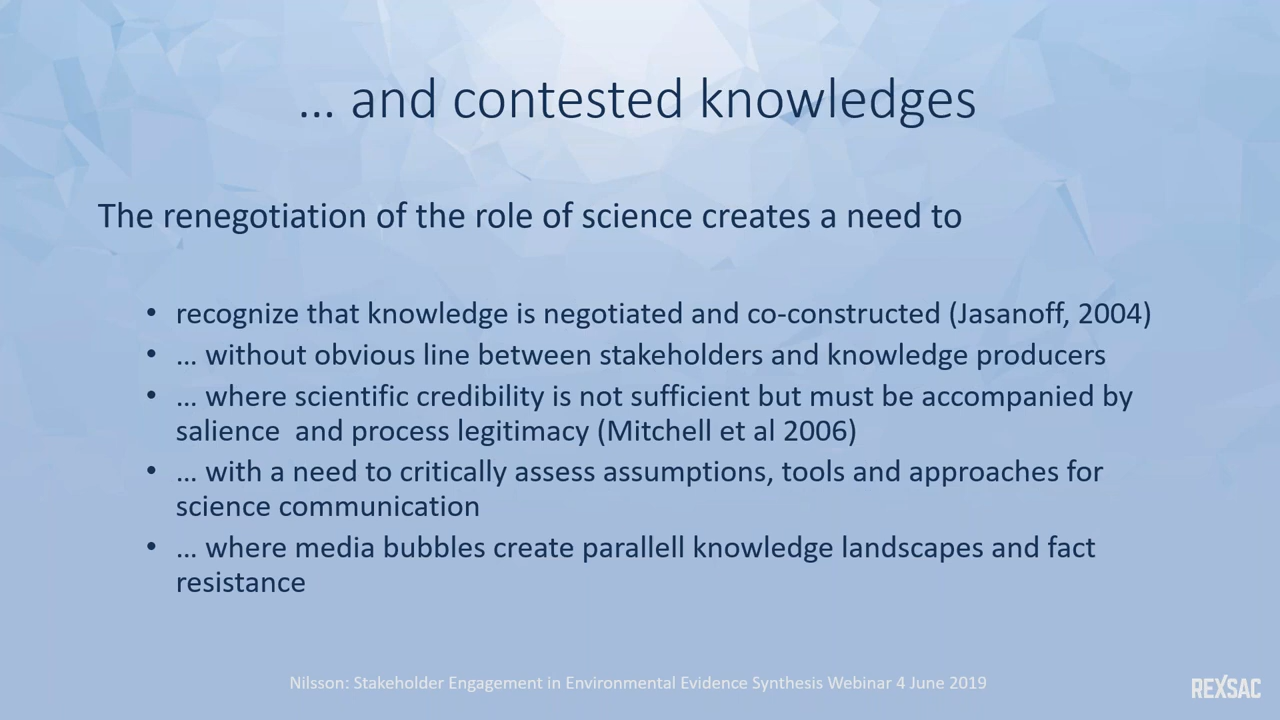 ... and contested knowledges
The renegotiation of the role of science creates a need to
• recognize that knowledge is negotiated and co-constructed (Jasanoff, 2004)
• ... without obvious line between stakeholders and knowledge producers
• ... where scientific credibility is not sufficient but must be accompanied by
salience  and process legitimacy (Mitchell et al 2006)
• ... with a need to critically assess assumptions, tools and approaches for
science communication
• ... where media bubbles create parallell knowledge landscapes and fact
resistance
Nilsson: Stakeholder Engagement in Environmental Evidence Synthesis Webinar 4 June 2019
REXSAC